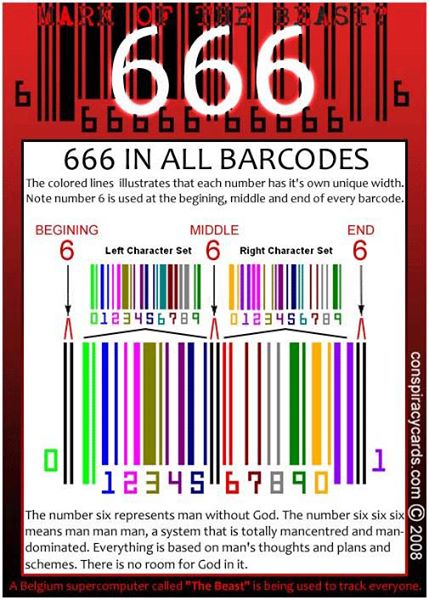 MARK OF THE BEAST?
666
6 66666 66666 6
666 IN ALL BARCODES
The colored lines illustrates that each number has it's own unique width.
Note number 6 is used at the begining, middle and end of every barcode.
BEGINING MIDDLE END
6 6 6
Left Character Set Right Character Set
0123456789 0123456789
0 12345 67890 1
The number six represents man without God. The number six six six
means man man man, a system that is totally mancentred and man-
dominated. Everything is based on man's thoughts and plans and
schemes. There is no room for God in it.
A Belgium supercomputer called "The Beast" is being used to track everyone.
conspiracycards.com © 2008